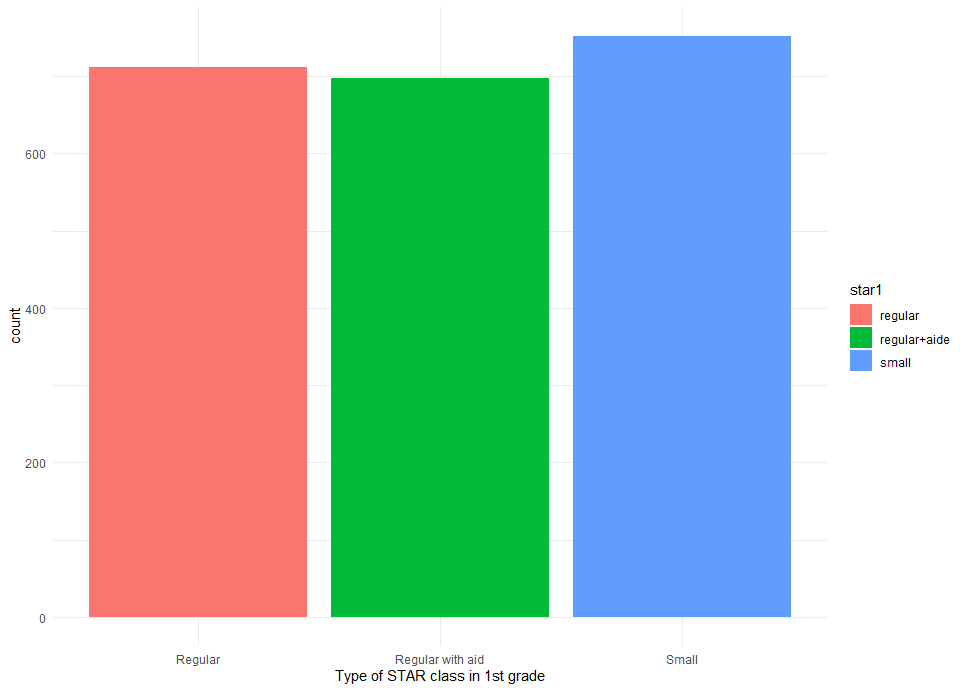 count
600
400
200
0
Regular
Regular with aid
Small
Type of STAR class in 1st grade
star1
regular
regular+aide
small